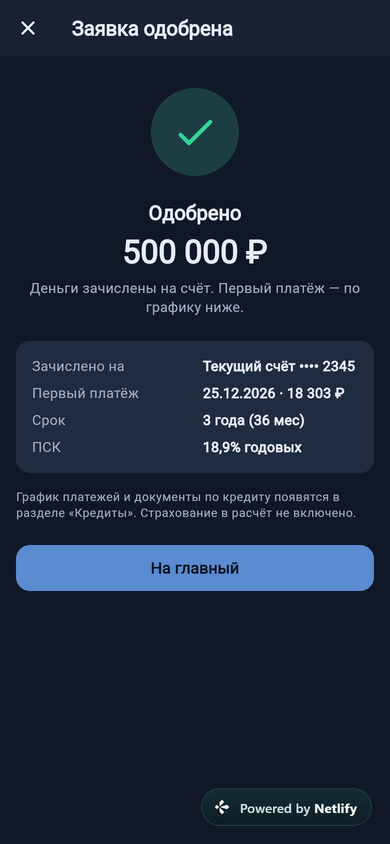 Заявка одобрена
Одобрено
500 000 ₽
Деньги зачислены на счёт. Первый платёж — по
графику ниже.
Зачислено на Текущий счёт •••• 2345
Первый платёж 25.12.2026 · 18 303 ₽
Срок 3 года (36 мес)
ПСК 18,9% годовых
График платежей и документы по кредиту появятся в
разделе «Кредиты». Страхование в расчёт не включено.
На главный
Powered by Netlify